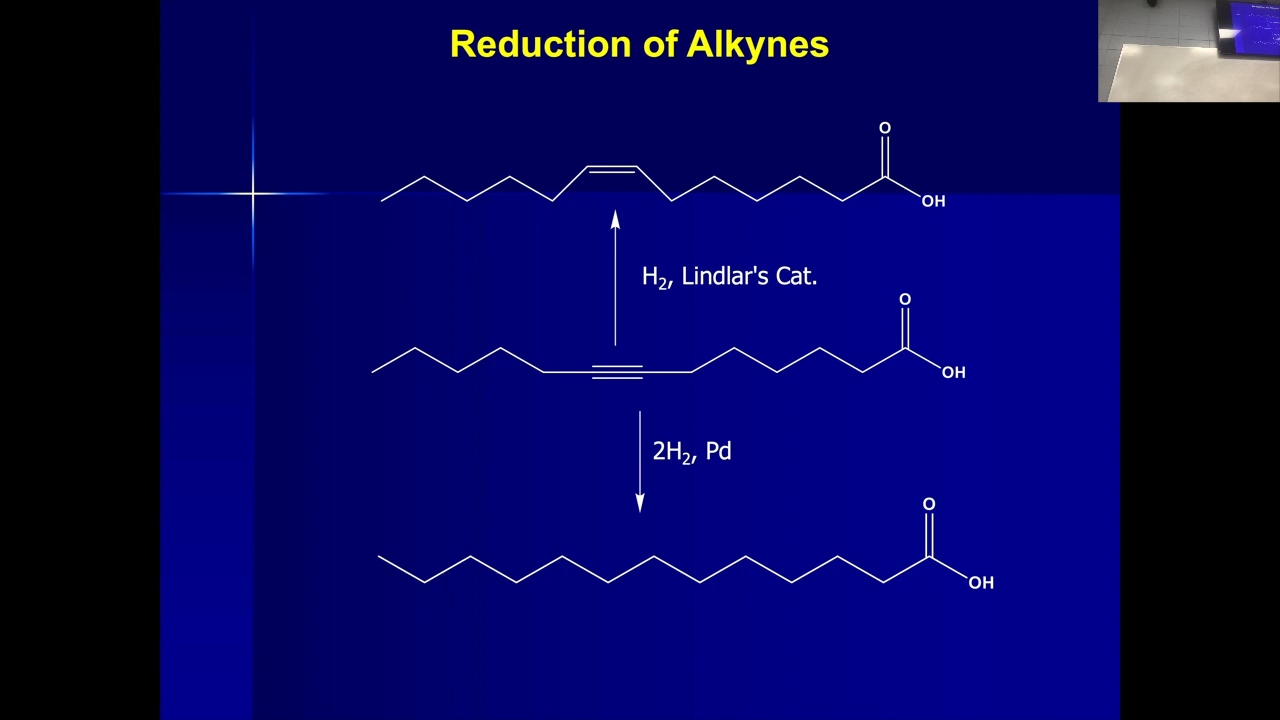 Reduction of Alkynes
O
OH
H₂, Lindlar's Cat.
O
OH
2H₂, Pd
O
OH